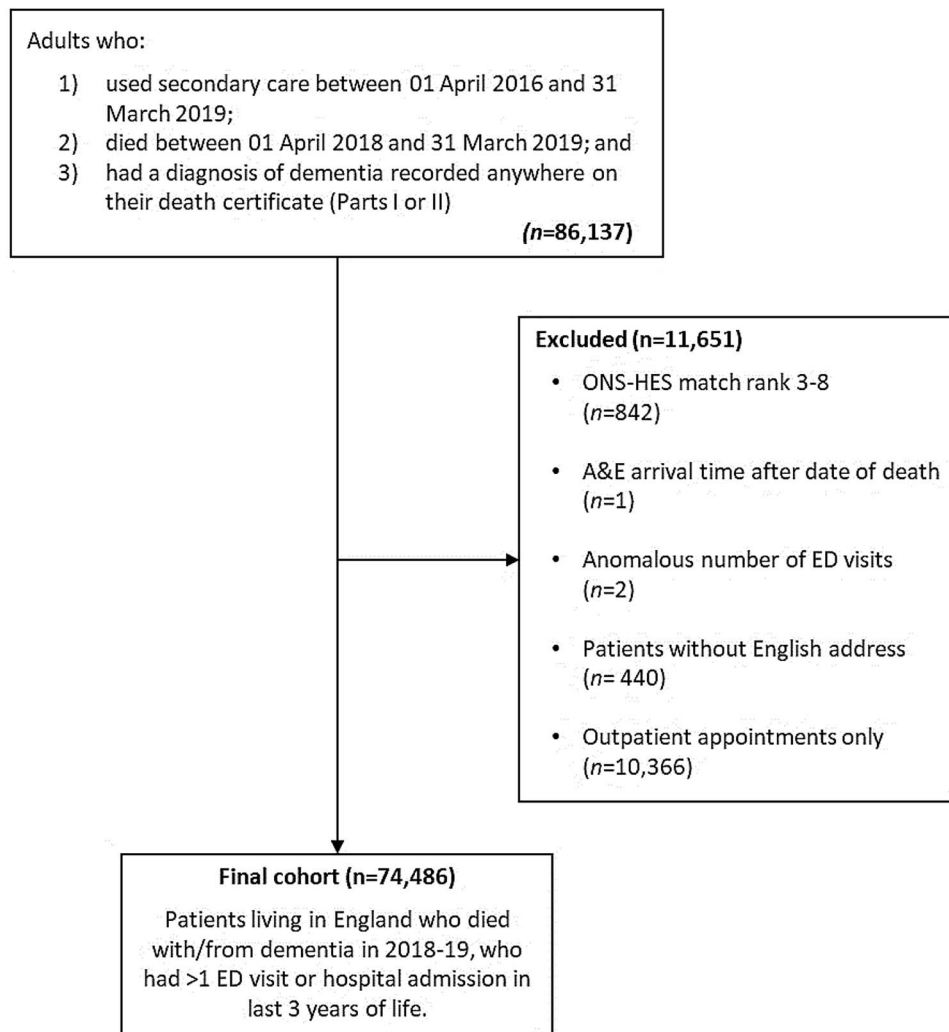 Adults who:
1) used secondary care between 01 April 2016 and 31
March 2019;
2) died between 01 April 2018 and 31 March 2019; and
3) had a diagnosis of dementia recorded anywhere on
their death certificate (Parts I or II)
(n=86,137)
Excluded (n=11,651)
• ONS-HES match rank 3-8
(n=842)
• A&E arrival time after date of death
(n=1)
• Anomalous number of ED visits
(n=2)
• Patients without English address
(n= 440)
• Outpatient appointments only
(n=10,366)
Final cohort (n=74,486)
Patients living in England who died
with/from dementia in 2018-19, who
had >1 ED visit or hospital admission in
last 3 years of life.